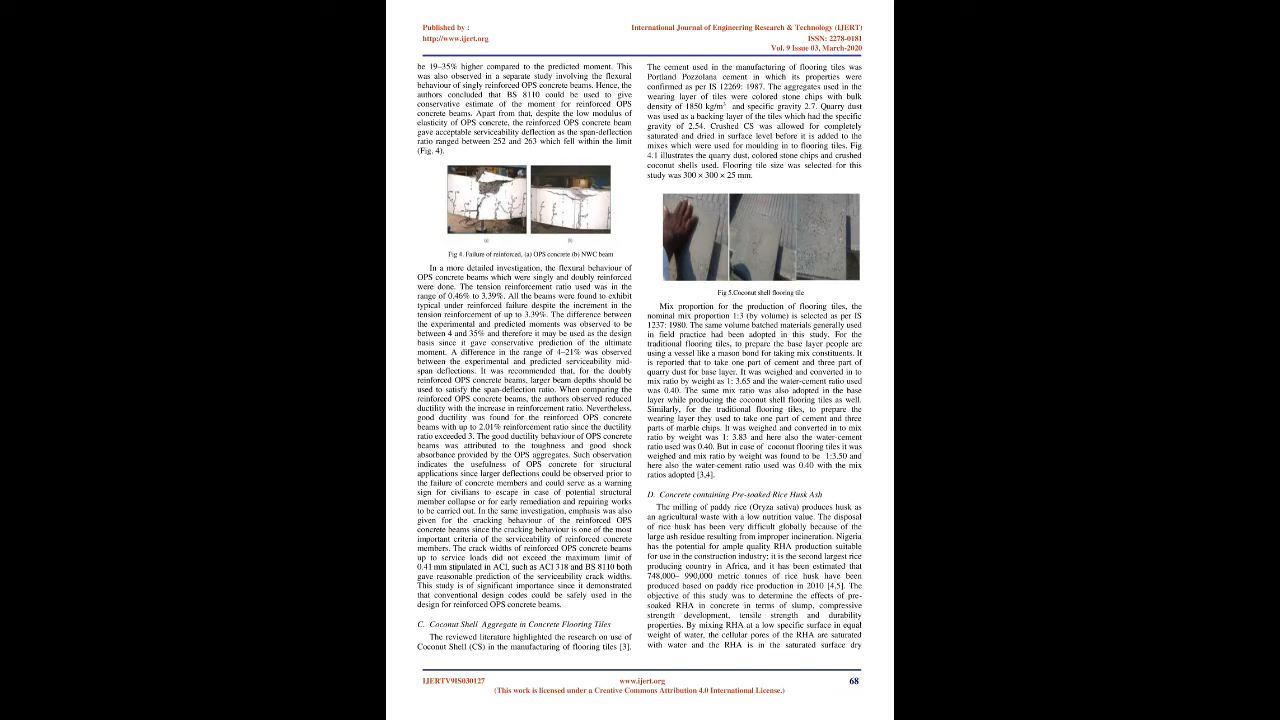 Published by :
http://www.ijert.org
International Journal of Engineering Research & Technology (IJERT)
ISSN: 2278-0181
Vol. 9 Issue 03, March-2020
be 19–35% higher compared to the predicted moment. This
was also observed in a separate study involving the flexural
behaviour of singly reinforced OPS concrete beams. Hence, the
authors concluded that BS 8110 could be used to give
conservative estimate of the moment for reinforced OPS
concrete beams. Apart from that, despite the low modulus of
elasticity of OPS concrete, the reinforced OPS concrete beam
gave acceptable serviceability deflection as the span-deflection
ratio ranged between 252 and 263 which fell within the limit
(Fig. 4).
(a)
(b)
Fig 4. Failure of reinforced, (a) OPS concrete (b) NWC beam
In a more detailed investigation, the flexural behaviour of
OPS concrete beams which were singly and doubly reinforced
were done. The tension reinforcement ratio used was in the
range of 0.46% to 3.39%. All the beams were found to exhibit
typical under reinforced failure despite the increment in the
tension reinforcement of up to 3.39%. The difference between
the experimental and predicted moments was observed to be
between 4 and 35% and therefore it may be used as the design
basis since it gave conservative prediction of the ultimate
moment. A difference in the range of 4–21% was observed
between the experimental and predicted serviceability mid-
span deflections. It was recommended that, for the doubly
reinforced OPS concrete beams, larger beam depths should be
used to satisfy the span-deflection ratio. When comparing the
reinforced OPS concrete beams, the authors observed reduced
ductility with the increase in reinforcement ratio. Nevertheless,
good ductility was found for the reinforced OPS concrete
beams with up to 2.01% reinforcement ratio since the ductility
ratio exceeded 3. The good ductility behaviour of OPS concrete
beams was attributed to the toughness and good shock
absorbance provided by the OPS aggregates. Such observation
indicates the usefulness of OPS concrete for structural
applications since larger deflections could be observed prior to
the failure of concrete members and could serve as a warning
sign for civilians to escape in case of potential structural
member collapse or for early remediation and repairing works
to be carried out. In the same investigation, emphasis was also
given for the cracking behaviour of the reinforced OPS
concrete beams since the cracking behaviour is one of the most
important criteria of the serviceability of reinforced concrete
members. The crack widths of reinforced OPS concrete beams
up to service loads did not exceed the maximum limit of
0.41 mm stipulated in ACI, such as ACI 318 and BS 8110 both
gave reasonable prediction of the serviceability crack widths.
This study is of significant importance since it demonstrated
that conventional design codes could be safely used in the
design for reinforced OPS concrete beams.
C. Coconut Shell Aggregate in Concrete Flooring Tiles
The reviewed literature highlighted the research on use of
Coconut Shell (CS) in the manufacturing of flooring tiles [3].
The cement used in the manufacturing of flooring tiles was
Portland Pozzolana cement in which its properties were
confirmed as per IS 12269: 1987. The aggregates used in the
wearing layer of tiles were colored stone chips with bulk
density of 1850 kg/m³ and specific gravity 2.7. Quarry dust
was used as a backing layer of the tiles which had the specific
gravity of 2.54. Crushed CS was allowed for completely
saturated and dried in surface level before it is added to the
mixes which were used for moulding in to flooring tiles. Fig
4.1 illustrates the quarry dust, colored stone chips and crushed
coconut shells used. Flooring tile size was selected for this
study was 300 × 300 × 25 mm.
Fig 5.Coconut shell flooring tile
Mix proportion for the production of flooring tiles, the
nominal mix proportion 1:3 (by volume) is selected as per IS
1237: 1980. The same volume batched materials generally used
in field practice had been adopted in this study. For the
traditional flooring tiles, to prepare the base layer people are
using a vessel like a mason bond for taking mix constituents. It
is reported that to take one part of cement and three part of
quarry dust for base layer. It was weighed and converted in to
mix ratio by weight as 1: 3.65 and the water-cement ratio used
was 0.40. The same mix ratio was also adopted in the base
layer while producing the coconut shell flooring tiles as well.
Similarly, for the traditional flooring tiles, to prepare the
wearing layer they used to take one part of cement and three
parts of marble chips. It was weighed and converted in to mix
ratio by weight was 1: 3.83 and here also the water-cement
ratio used was 0.40. But in case of coconut flooring tiles it was
weighed and mix ratio by weight was found to be 1:3.50 and
here also the water-cement ratio used was 0.40 with the mix
ratios adopted [3,4].
D. Concrete containing Pre-soaked Rice Husk Ash
The milling of paddy rice (Oryza sativa) produces husk as
an agricultural waste with a low nutrition value. The disposal
of rice husk has been very difficult globally because of the
large ash residue resulting from improper incineration. Nigeria
has the potential for ample quality RHA production suitable
for use in the construction industry; it is the second largest rice
producing country in Africa, and it has been estimated that
748,000– 990,000 metric tonnes of rice husk have been
produced based on paddy rice production in 2010 [4,5]. The
objective of this study was to determine the effects of pre-
soaked RHA in concrete in terms of slump, compressive
strength development, tensile strength and durability
properties. By mixing RHA at a low specific surface in equal
weight of water, the cellular pores of the RHA are saturated
with water and the RHA is in the saturated surface dry
IJERTV9IS030127
www.ijert.org
68
(This work is licensed under a Creative Commons Attribution 4.0 International License.)